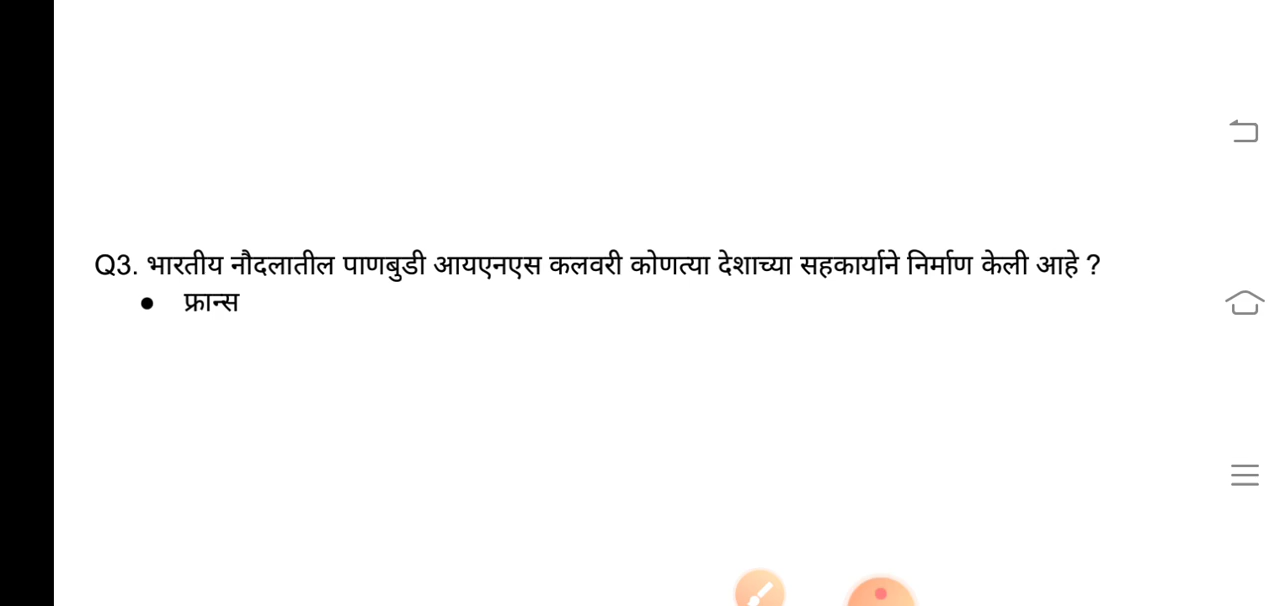 Q3. भारतीय नौदलातील पाणबुडी आयएनएस कलवरी कोणत्या देशाच्या सहकार्याने निर्माण केली आहे ?
● फ्रान्स